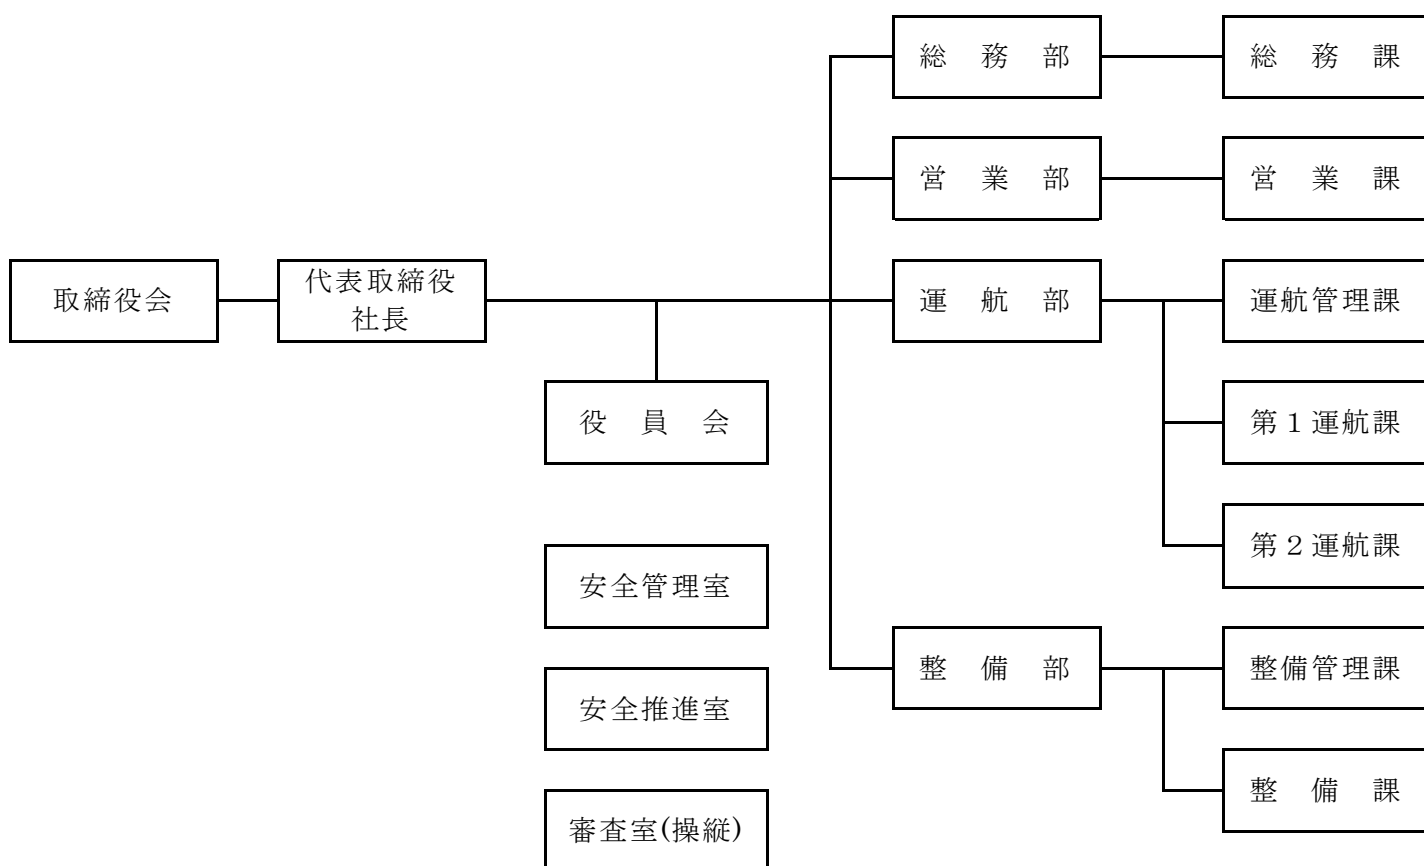 総　務　部
総　務　課
営　業　部
営　業　課
取締役会
代表取締役
社長
運　航　部
運航管理課
役　員　会
第１運航課
第２運航課
安全管理室
整　備　部
整備管理課
安全推進室
整　備　課
審査室(操縦)